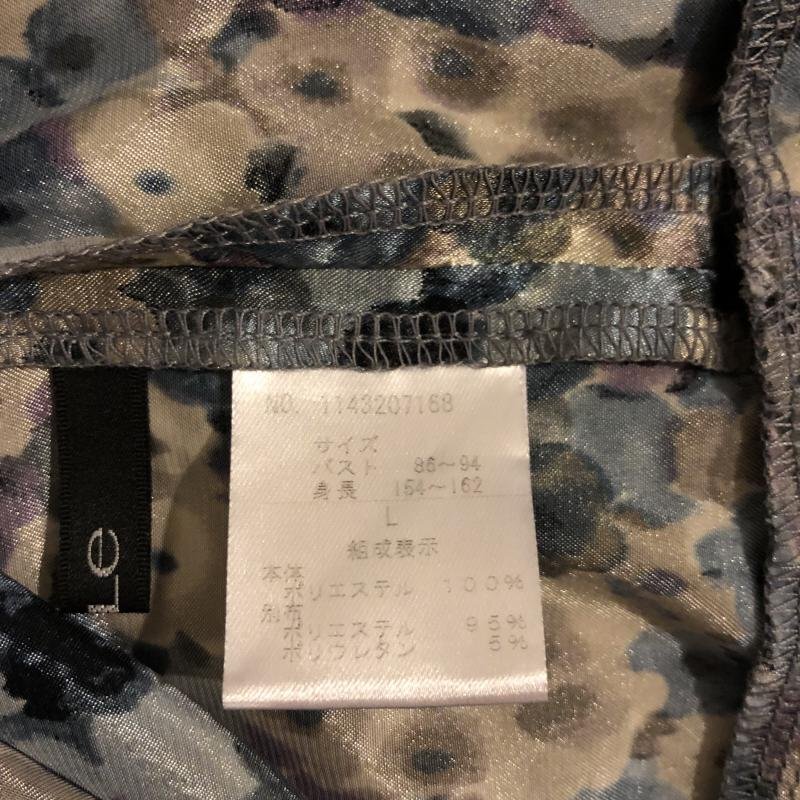 NO. 1143207168
サイズ
バスト 86～94
身長 154～162
L
組成表示
本体
ポリエステル 100%
別布
ポリエステル 95%
ポリウレタン 5%
Le